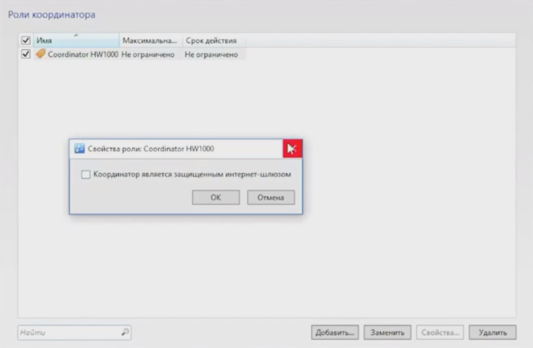 Роли координатора
Имя Максимальна... Срок действия
Coordinator HW1000 Не ограничено Не ограничено
Свойства роли: Coordinator HW1000
Координатор является защищенным интернет-шлюзом
OK Отмена
Найти Добавить... Заменить Свойства... Удалить